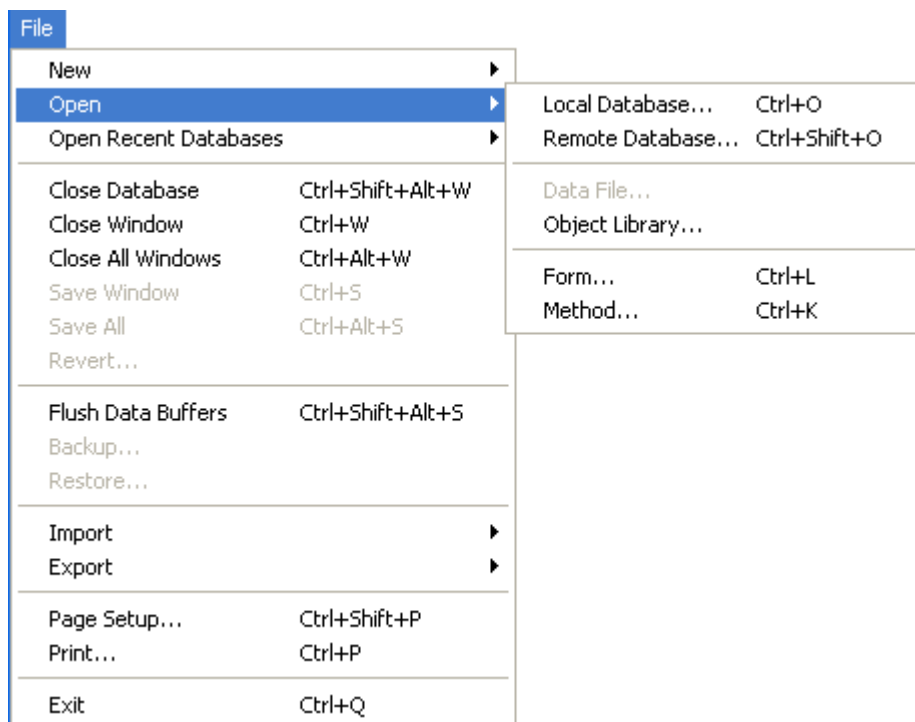 File
New
Open
Open Recent Databases
Close Database Ctrl+Shift+Alt+W
Close Window Ctrl+W
Close All Windows Ctrl+Alt+W
Save Window Ctrl+S
Save All Ctrl+Alt+S
Revert...
Flush Data Buffers Ctrl+Shift+Alt+S
Backup...
Restore...
Import
Export
Page Setup... Ctrl+Shift+P
Print... Ctrl+P
Exit Ctrl+Q
Local Database... Ctrl+O
Remote Database... Ctrl+Shift+O
Data File...
Object Library...
Form... Ctrl+L
Method... Ctrl+K